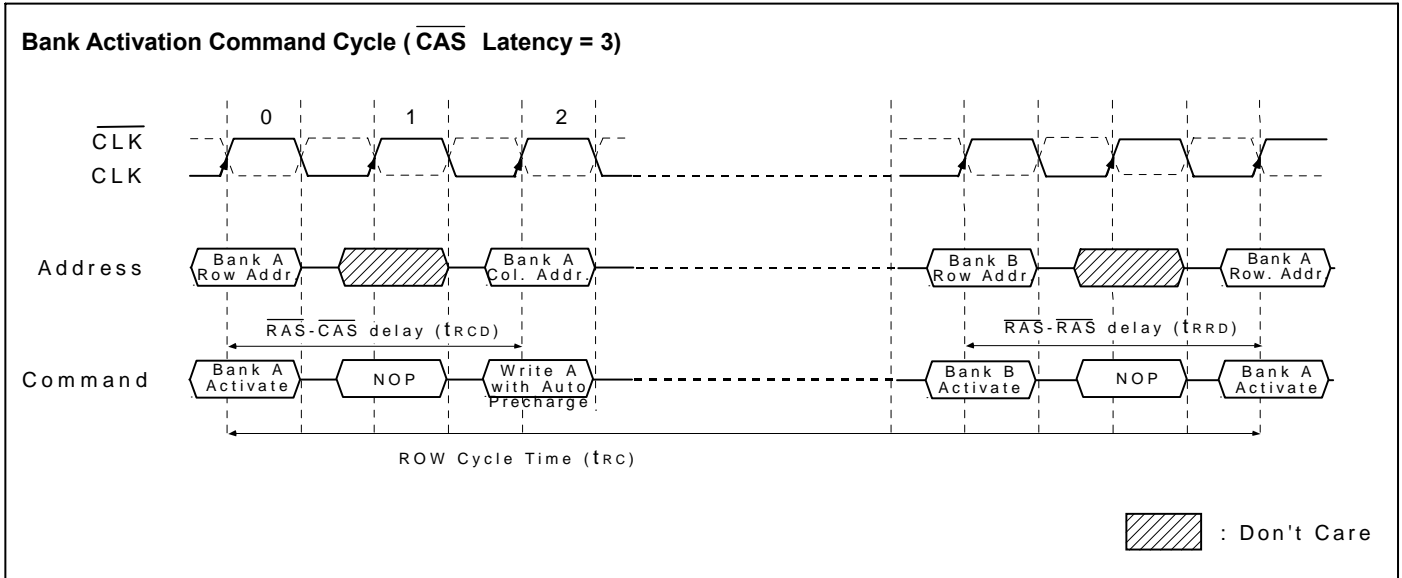 Bank Activation Command Cycle ( CAS Latency = 3)
0 1 2
CLK
CLK
Address
Bank A
Row Addr
Bank A
Col. Addr.
Bank B
Row Addr
Bank A
Row. Addr
RAS-CAS delay (tRCD)
RAS-RAS delay (tRRD)
Command
Bank A
Activate
NOP
Write A
with Auto
Precharge
Bank B
Activate
NOP
Bank A
Activate
ROW Cycle Time (tRC)
: Don't Care